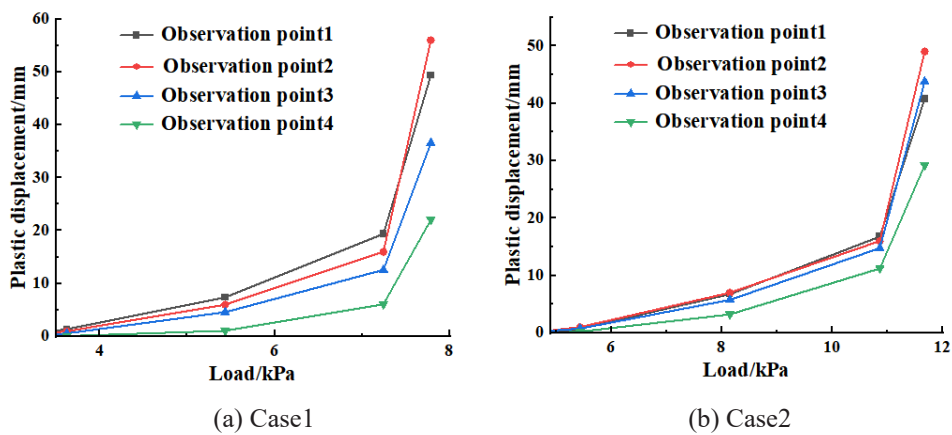 60
50
40
30
20
10
0
Plastic displacement/mm
Observation point1
Observation point2
Observation point3
Observation point4
4
6
8
Load/kPa
(a) Case1
50
40
30
20
10
0
Plastic displacement/mm
Observation point1
Observation point2
Observation point3
Observation point4
6
8
10
12
Load/kPa
(b) Case2